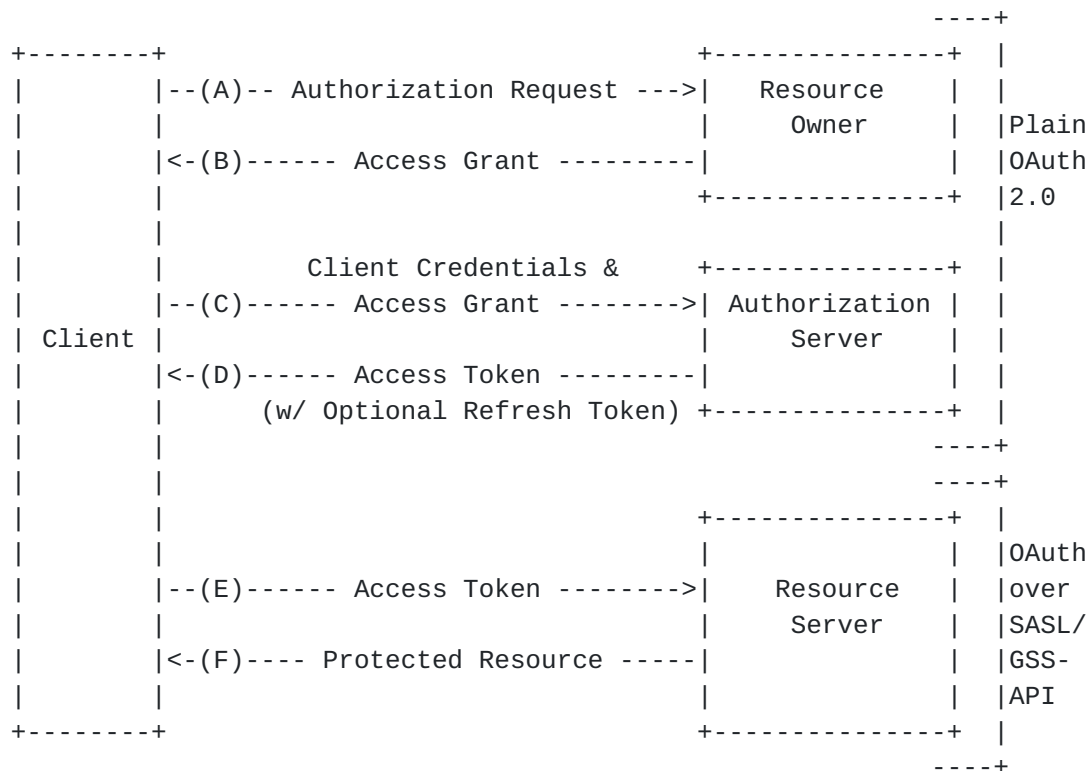 --(A)-- Authorization Request --->| Resource
Owner |Plain
<-(B)------ Access Grant ---------| |OAuth
|2.0
Client Credentials &
--(C)------ Access Grant -------->| Authorization
Client Server
<-(D)------ Access Token ---------|
(w/ Optional Refresh Token)
|OAuth
--(E)------ Access Token -------->| Resource |over
Server |SASL/
<-(F)---- Protected Resource -----| |GSS-
|API